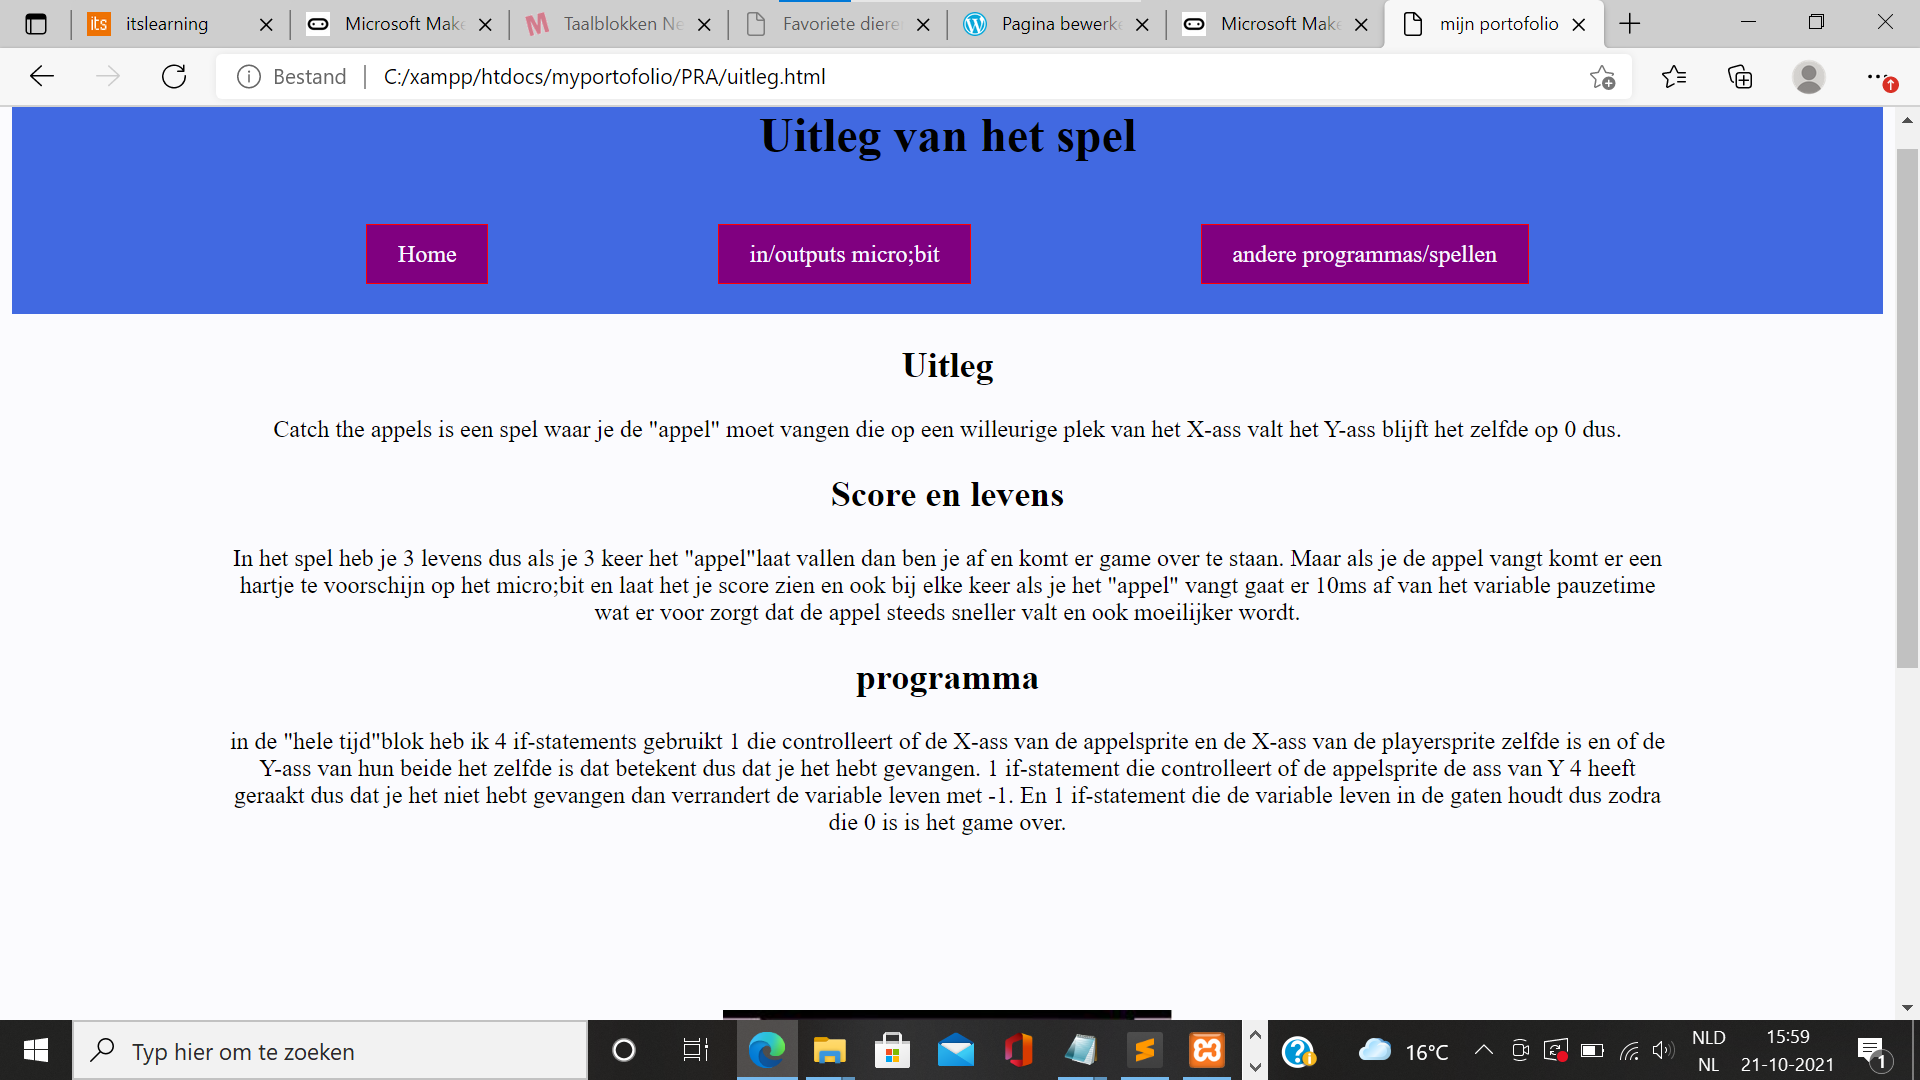 itslearning
Microsoft Make
Taalblokken Ne
Favoriete diere
Pagina bewerke
Microsoft Make
mijn portofolio
Bestand
C:/xampp/htdocs/myportofolio/PRA/uitleg.html
Uitleg van het spel
Home
in/outputs micro;bit
andere programmas/spellen
Uitleg
Catch the appels is een spel waar je de "appel" moet vangen die op een willeurige plek van het X-ass valt het Y-ass blijft het zelfde op 0 dus.
Score en levens
In het spel heb je 3 levens dus als je 3 keer het "appel"laat vallen dan ben je af en komt er game over te staan. Maar als je de appel vangt komt er een
hartje te voorschijn op het micro;bit en laat het je score zien en ook bij elke keer als je het "appel" vangt gaat er 10ms af van het variable pauzetime
wat er voor zorgt dat de appel steeds sneller valt en ook moeilijker wordt.
programma
in de "hele tijd"blok heb ik 4 if-statements gebruikt 1 die controlleert of de X-ass van de appelsprite en de X-ass van de playersprite zelfde is en of de
Y-ass van hun beide het zelfde is dat betekent dus dat je het hebt gevangen. 1 if-statement die controlleert of de appelsprite de ass van Y 4 heeft
geraakt dus dat je het niet hebt gevangen dan verrandert de variable leven met -1. En 1 if-statement die de variable leven in de gaten houdt dus zodra
die 0 is is het game over.
Typ hier om te zoeken
16°C
NLD
NL
15:59
21-10-2021
1